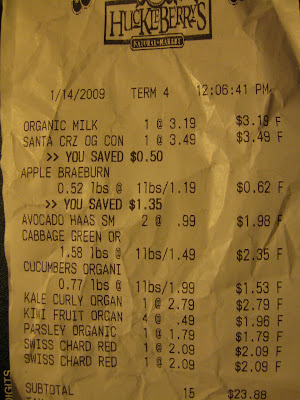 HUCKLEBERRY'S
NATURAL MARKET
1/14/2009 TERM 4 12:06:41 PM
ORGANIC MILK 1 @ 3.19 $3.19 F
SANTA CRZ OG CON 1 @ 3.49 $3.49 F
>> YOU SAVED $0.50
APPLE BRAEBURN
0.52 lbs @ 1lbs/1.19 $0.62 F
>> YOU SAVED $1.35
AVOCADO HAAS SM 2 @ .99 $1.98 F
CABBAGE GREEN OR
1.58 lbs @ 1lbs/1.49 $2.35 F
CUCUMBERS ORGANI
0.77 lbs @ 1lbs/1.99 $1.53 F
KALE CURLY ORGAN 1 @ 2.79 $2.79 F
KIWI FRUIT ORGAN 4 @ .49 $1.96 F
PARSLEY ORGANIC 1 @ 1.79 $1.79 F
SWISS CHARD RED 1 @ 2.09 $2.09 F
SWISS CHARD RED 1 @ 2.09 $2.09 F
SUBTOTAL 15 $23.88
DIGITS